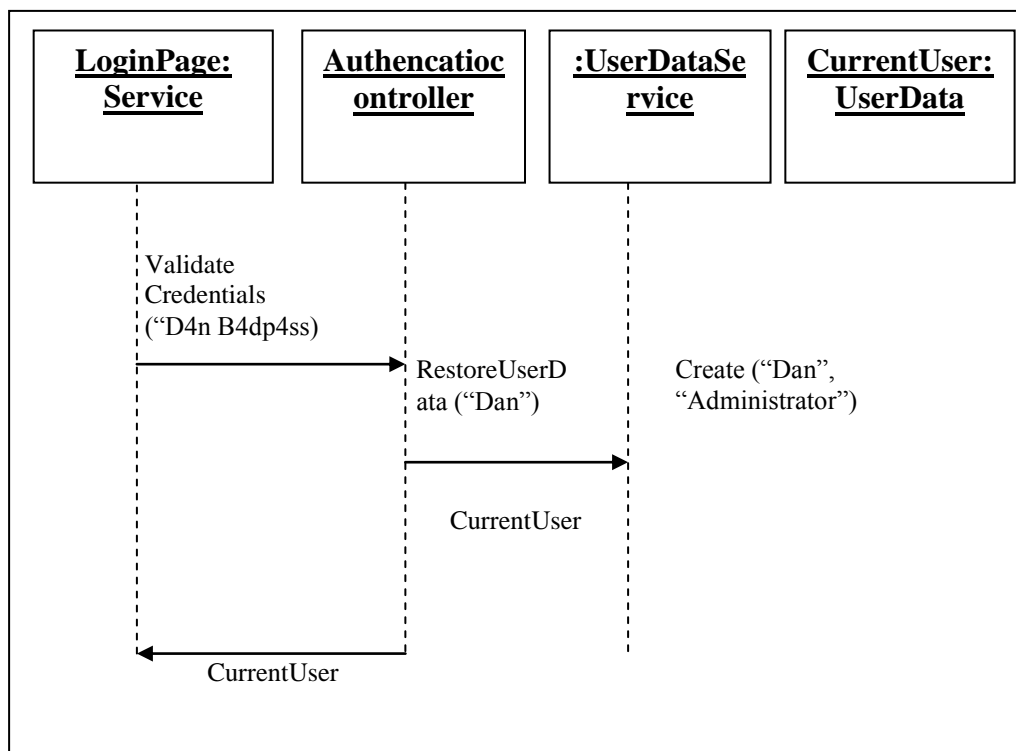 LoginPage:
Service
Authencatioc
ontroller
:UserDataSe
rvice
CurrentUser:
UserData
Validate
Credentials
(“D4n B4dp4ss)
RestoreUserD
ata (“Dan”)
Create (“Dan”,
“Administrator”)
CurrentUser
CurrentUser